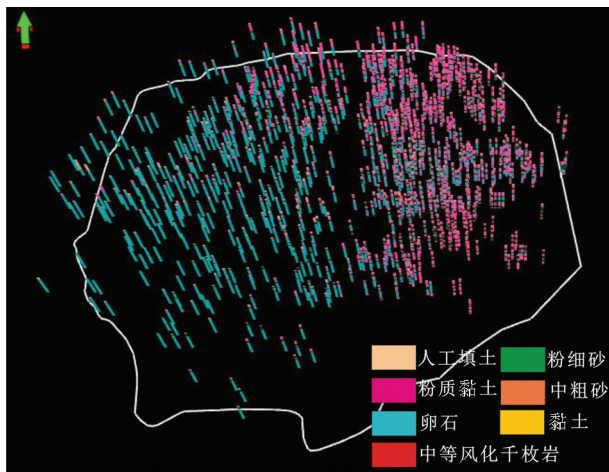 人工填土 粉细砂
粉质黏土 中粗砂
卵石 黏土
中等风化千枚岩